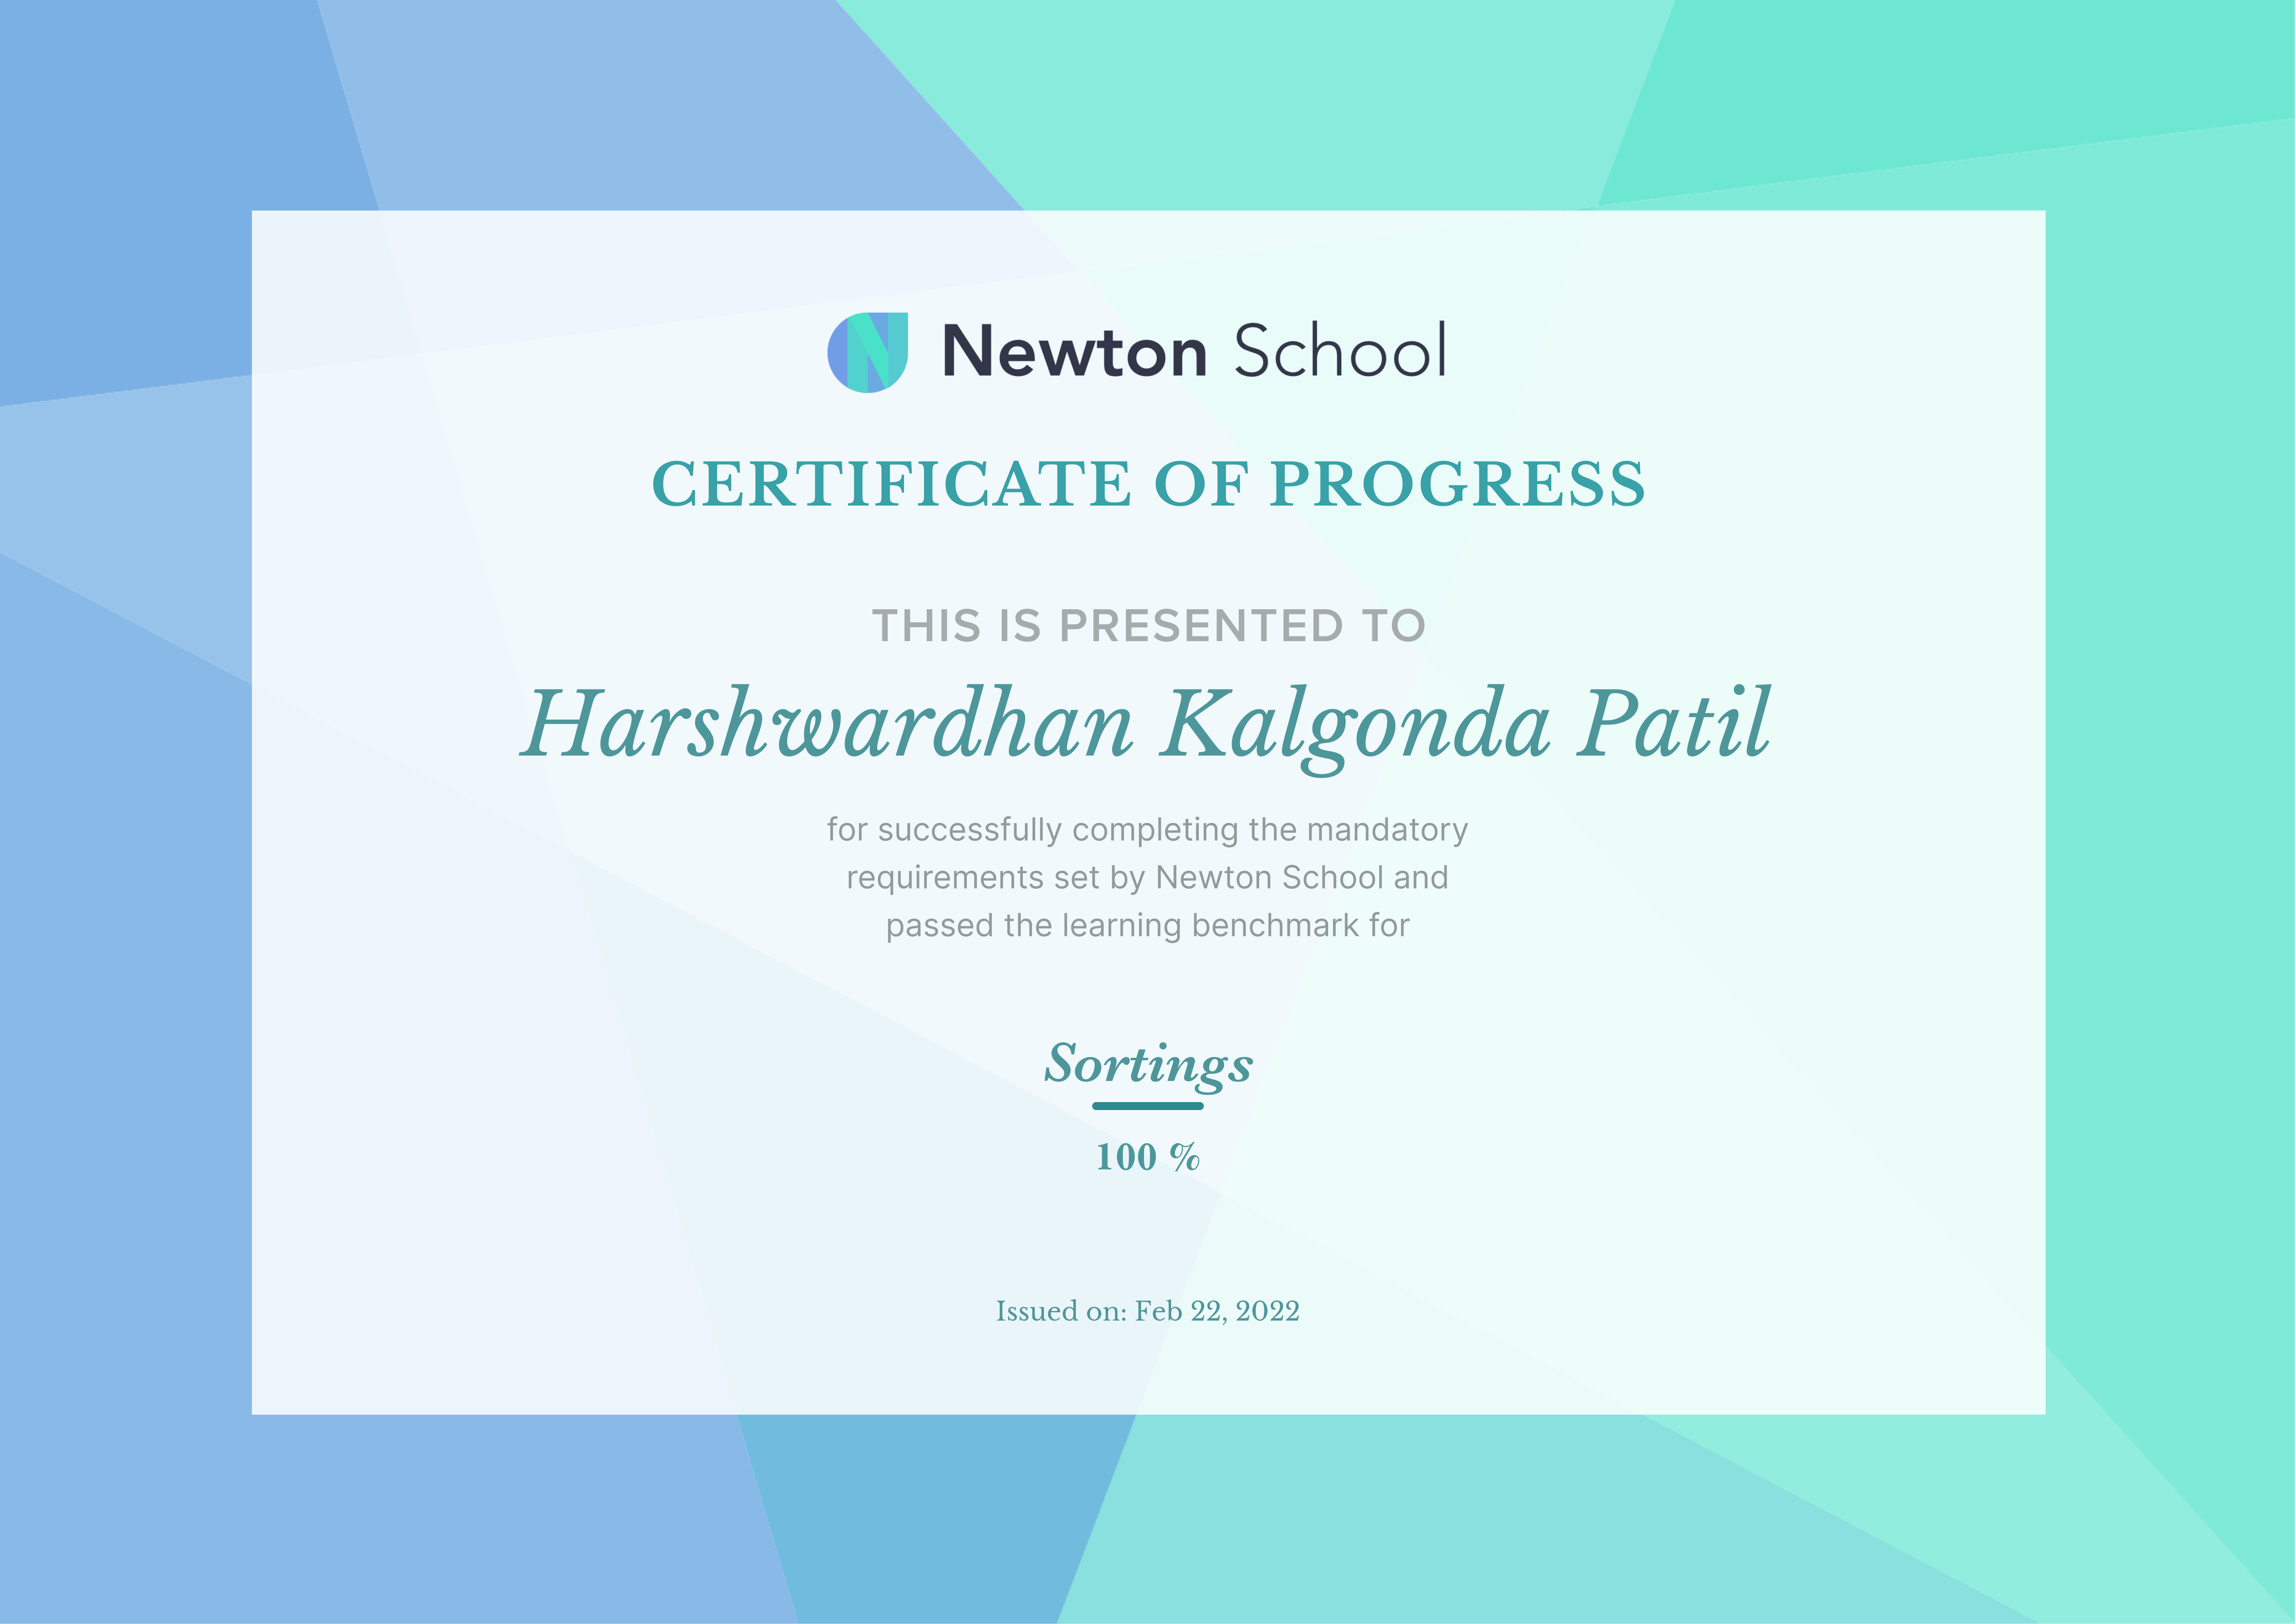 Newton School
CERTIFICATE OF PROGRESS
THIS IS PRESENTED TO
Harshwardhan Kalgonda Patil
for successfully completing the mandatory
requirements set by Newton School and
passed the learning benchmark for
Sortings
100 %
Issued on: Feb 22, 2022